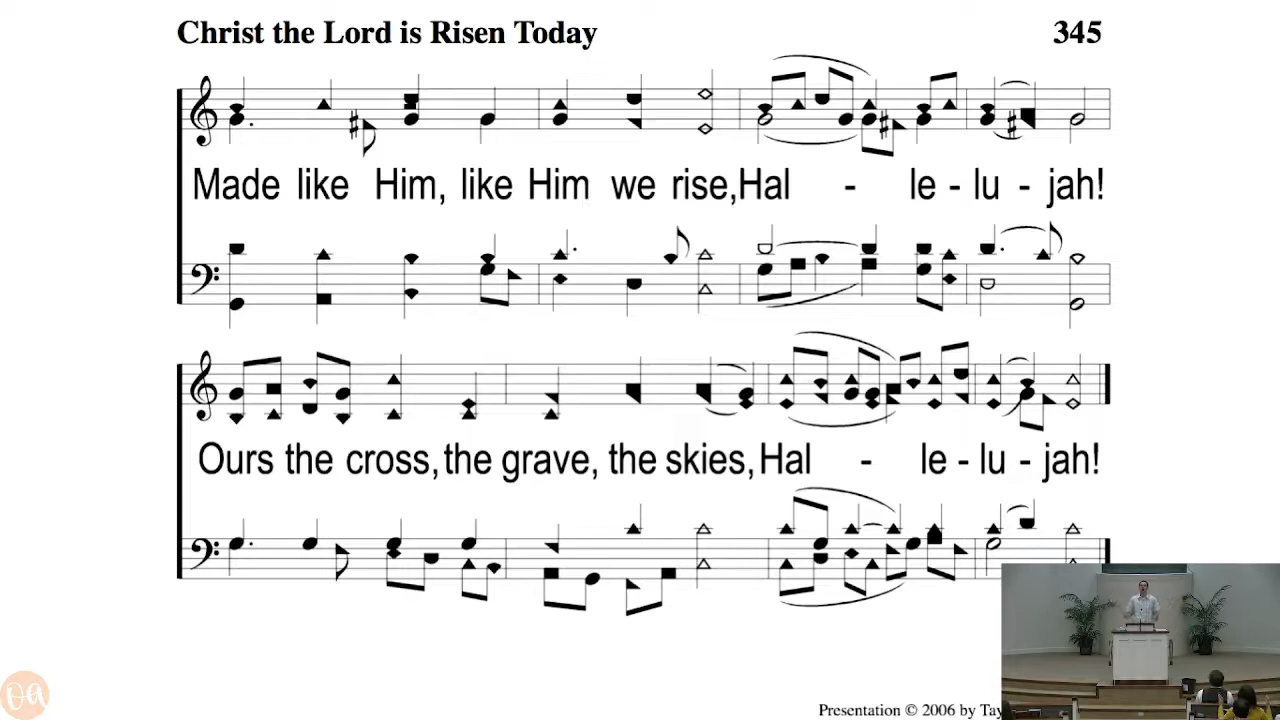 Christ the Lord is Risen Today 345
Made like Him, like Him we rise,Hal - le - lu - jah!
Ours the cross,the grave, the skies,Hal - le - lu - jah!
Presentation © 2006 by
oa